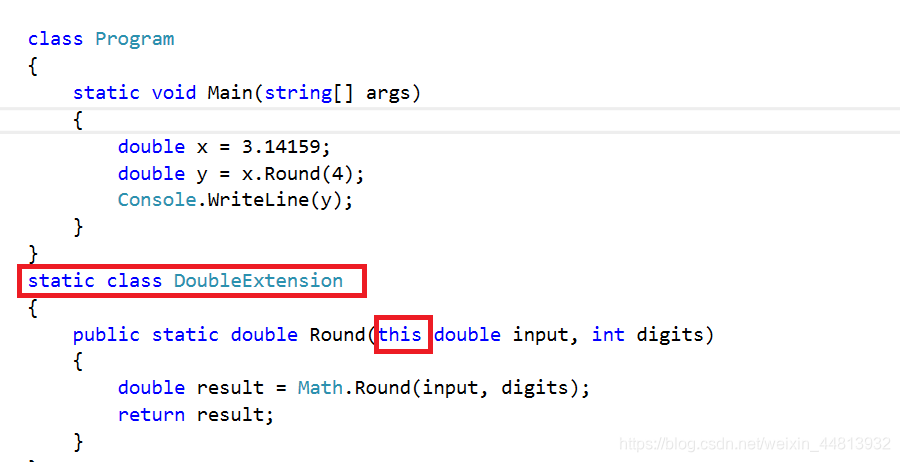 class Program
{
static void Main(string[] args)
{
double x = 3.14159;
double y = x.Round(4);
Console.WriteLine(y);
}
}
static class DoubleExtension
{
public static double Round(this double input, int digits)
{
double result = Math.Round(input, digits);
return result;
}
}
https://blog.csdn.net/weixin_44813932